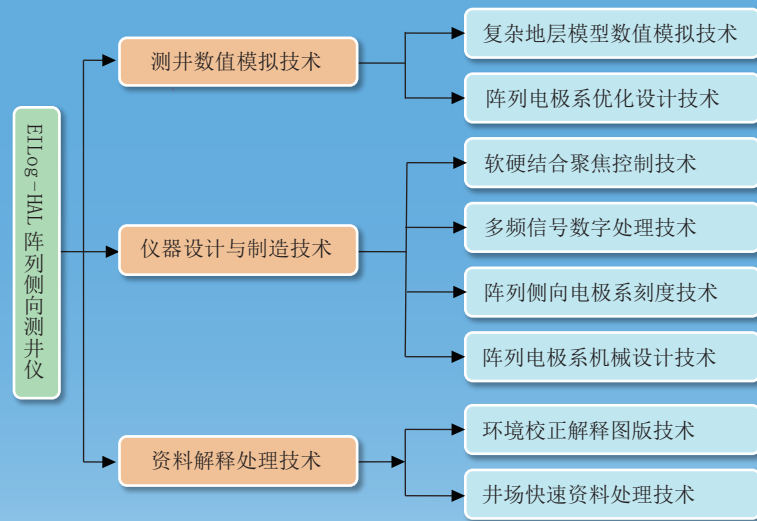 EILog-HAL 阵列侧向测井仪
测井数值模拟技术
复杂地层模型数值模拟技术
阵列电极系优化设计技术
仪器设计与制造技术
软硬结合聚焦控制技术
多频信号数字处理技术
阵列侧向电极系刻度技术
阵列电极系机械设计技术
资料解释处理技术
环境校正解释图版技术
井场快速资料处理技术